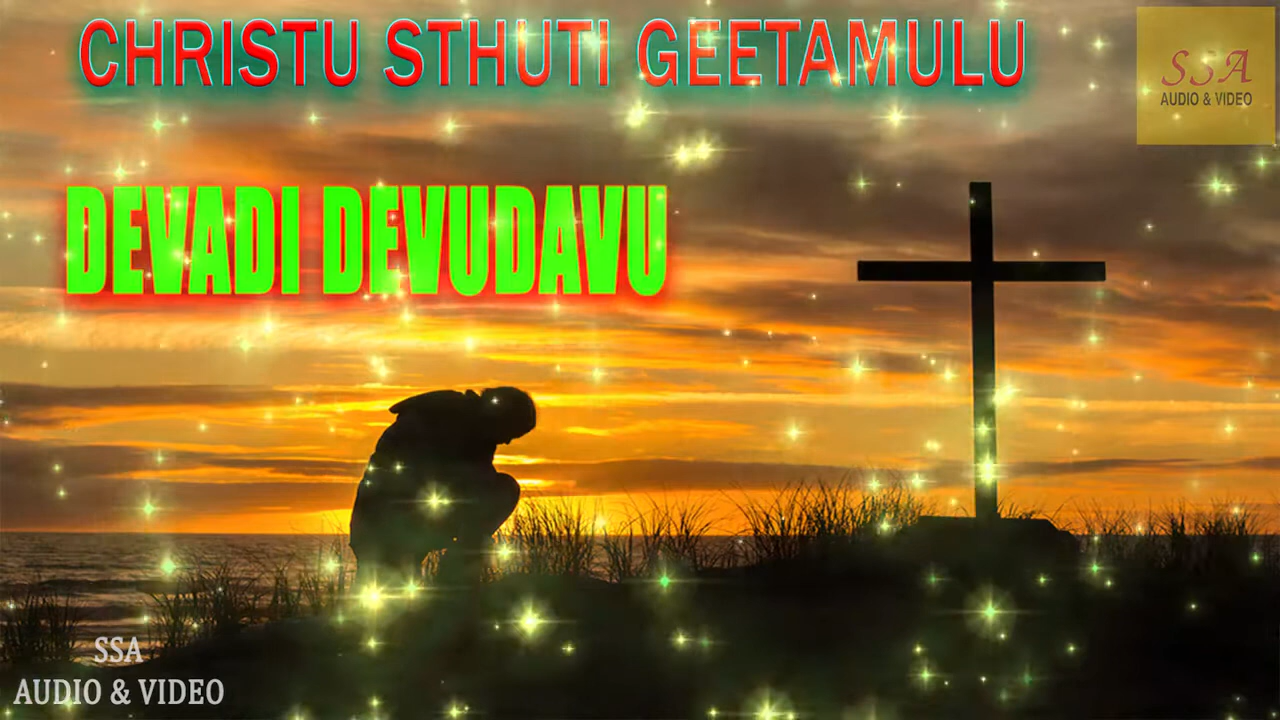 CHRISTU STHUTI GEETAMULU
SSA
AUDIO & VIDEO
DEVADI DEVUDAVU
SSA
AUDIO & VIDEO